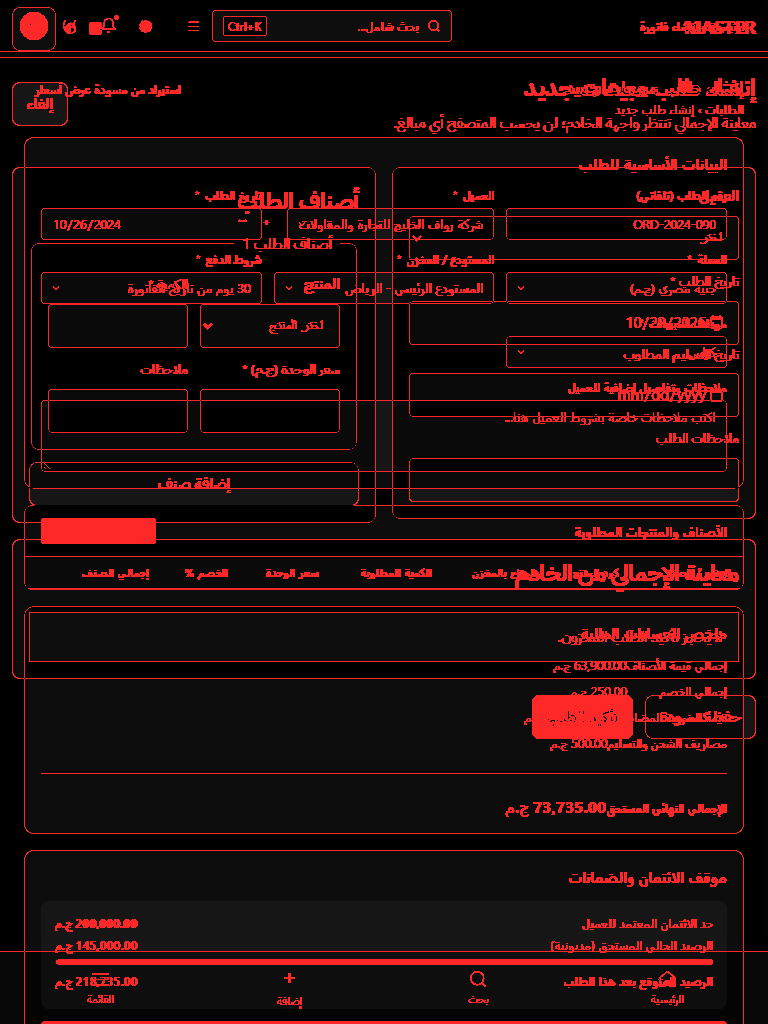 MASTER
بحث شامل...
Ctrl+K
استيراد من مسودة عرض أسعار
إلغاء
الطلبات › إنشاء طلب جديد
معاينة الإجمالي تنتظر واجهة الخادم؛ لن يحسب المتصفح أي مبالغ.
البيانات الأساسية للطلب
أصناف الطلب
العميل *
تاريخ الطلب *
ORD-2024-090
شركة رواف الخليج للتجارة والمقاولات
10/26/2024
أصناف الطلب 1
العملة *
المستودع / المخزن *
شروط الدفع *
تاريخ الطلب *
المنتج
جنيه مصري (ج.م)
المستودع الرئيسي - الرياض
30 يوم من تاريخ الفاتورة
اختر المنتج
تاريخ التسليم المطلوب
سعر الوحدة (ج.م) *
ملاحظات
ملاحظات وتفاصيل إضافية للعميل
mm/dd/yyyy
اكتب ملاحظات خاصة بشروط العميل هنا...
ملاحظات الطلب
إضافة صنف
الأصناف والمنتجات المطلوبة
معاينة الإجمالي من الخادم
الكمية المطلوبة
سعر الوحدة
الخصم %
إجمالي الصنف
إجمالي قيمة الأصناف
63,900.00 ج.م
إجمالي الخصم
250.00 ج.م
حفظ كمسودة
تأكيد الطلب
مصاريف الشحن والتسليم
500.00 ج.م
الإجمالي النهائي المستحق
73,735.00 ج.م
موقف الائتمان والضمانات
حد الائتمان المعتمد للعميل
200,000.00 ج.م
الرصيد الحالي المستحق (مديونية)
145,000.00 ج.م
الرصيد المتوقع بعد هذا الطلب
218,735.00 ج.م
الرئيسية
بحث
إضافة
القائمة